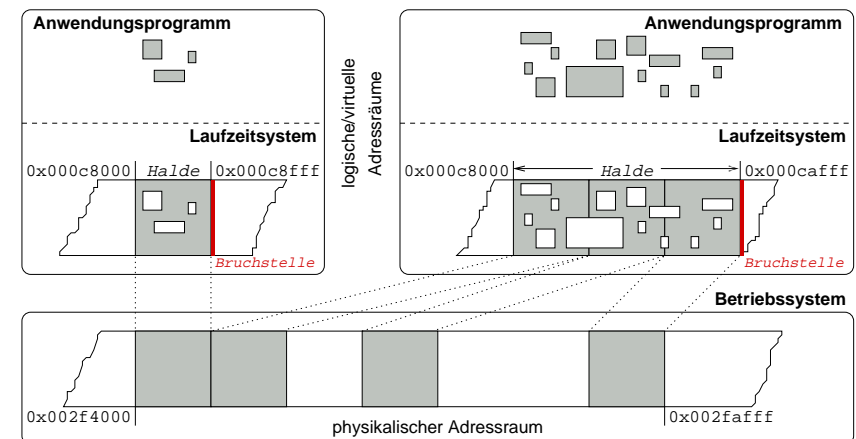 Anwendungsprogramm
Laufzeitsystem
0x000c8000
Halde
0x000c8fff
Bruchstelle
logische/virtuelle
Adressräume
Anwendungsprogramm
Laufzeitsystem
0x000c8000
Halde
0x000cafff
Bruchstelle
Betriebssystem
0x002f4000
physikalischer Adressraum
0x002fafff